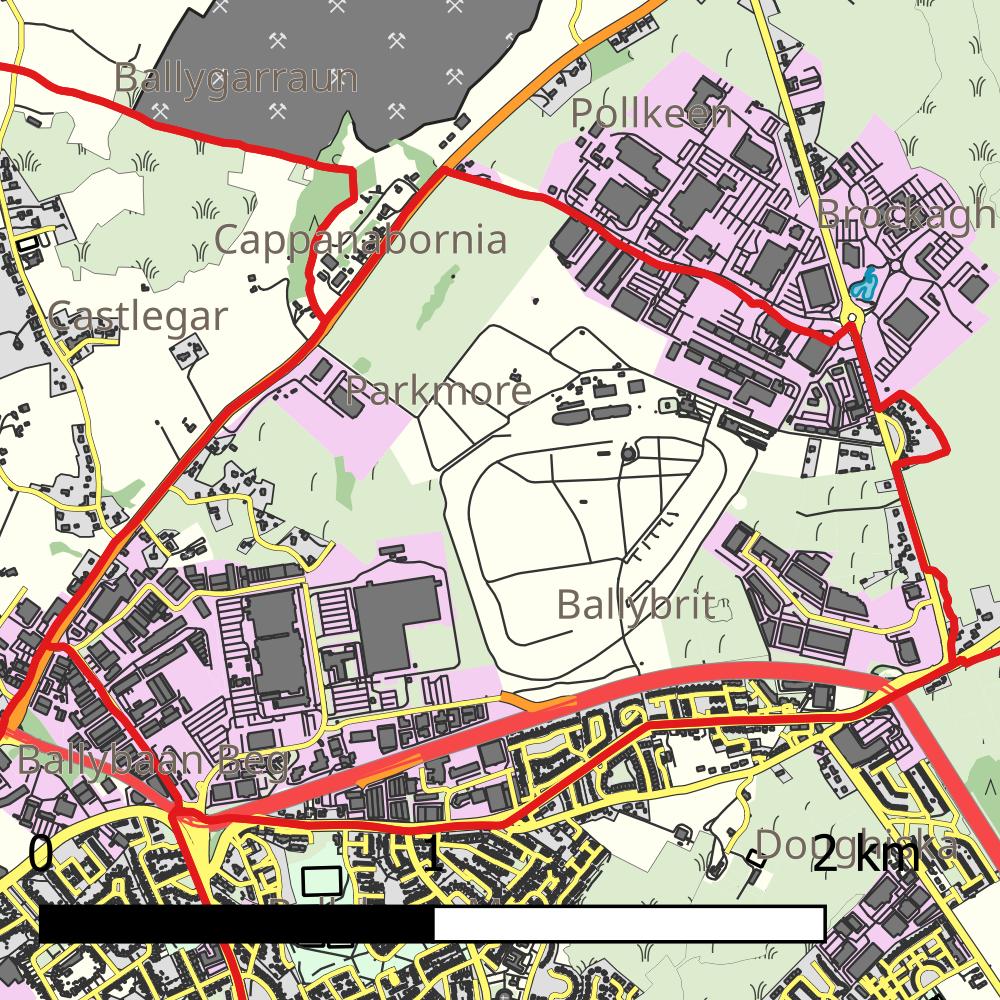 Ballygarraun
Pollkeen
Brockagh
Cappanabornia
Castlegar
Parkmore
Ballybrit
Ballybaan Beg
Doughiska
0 1 2 km